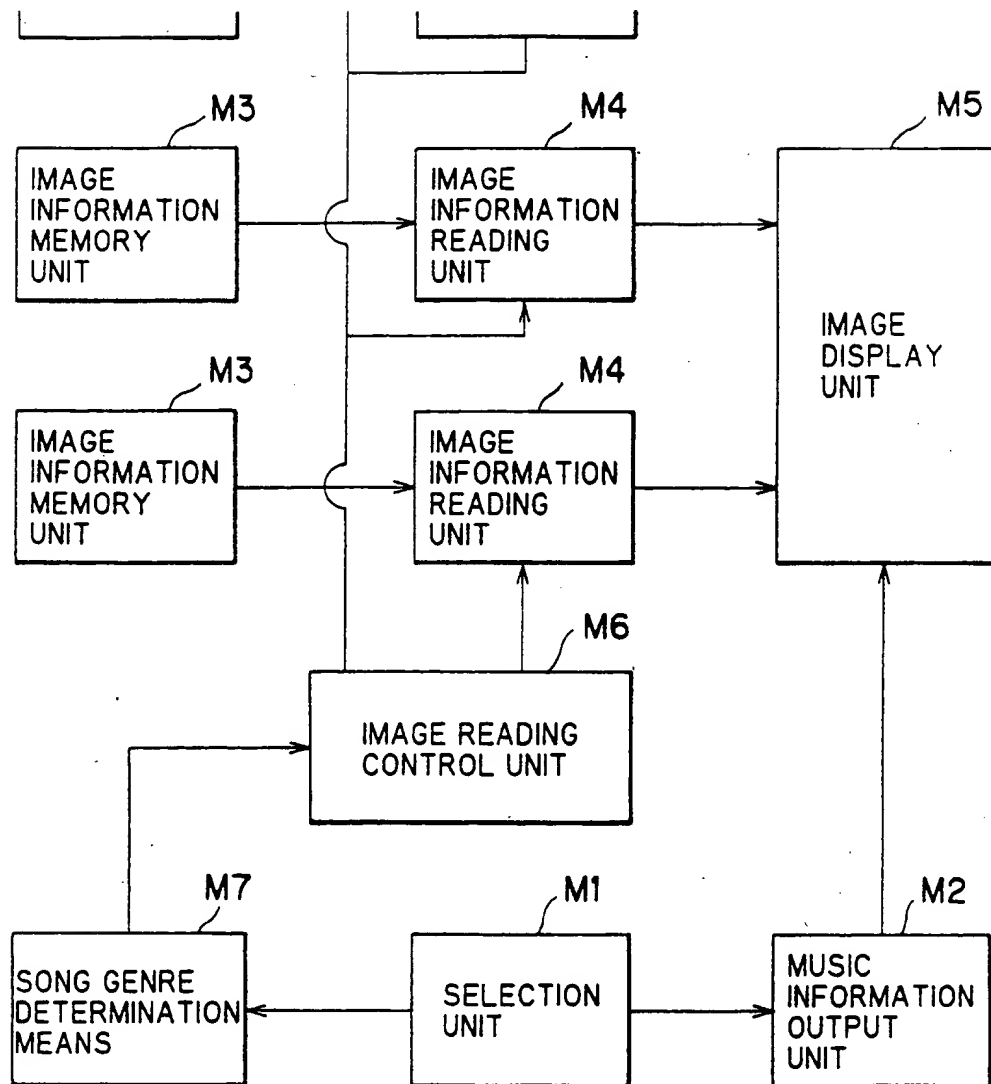 M3
M4
M5
IMAGE
INFORMATION
MEMORY
UNIT
IMAGE
INFORMATION
READING
UNIT
IMAGE
DISPLAY
UNIT
M3
M4
IMAGE
INFORMATION
MEMORY
UNIT
IMAGE
INFORMATION
READING
UNIT
M6
IMAGE READING
CONTROL UNIT
M7
M1
M2
SONG GENRE
DETERMINATION
MEANS
SELECTION
UNIT
MUSIC
INFORMATION
OUTPUT
UNIT